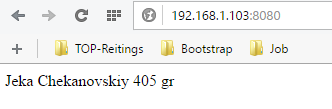 192.168.1.103:8080
TOP-Reitings Bootstrap Job
Jeka Chekanovskiy 405 gr